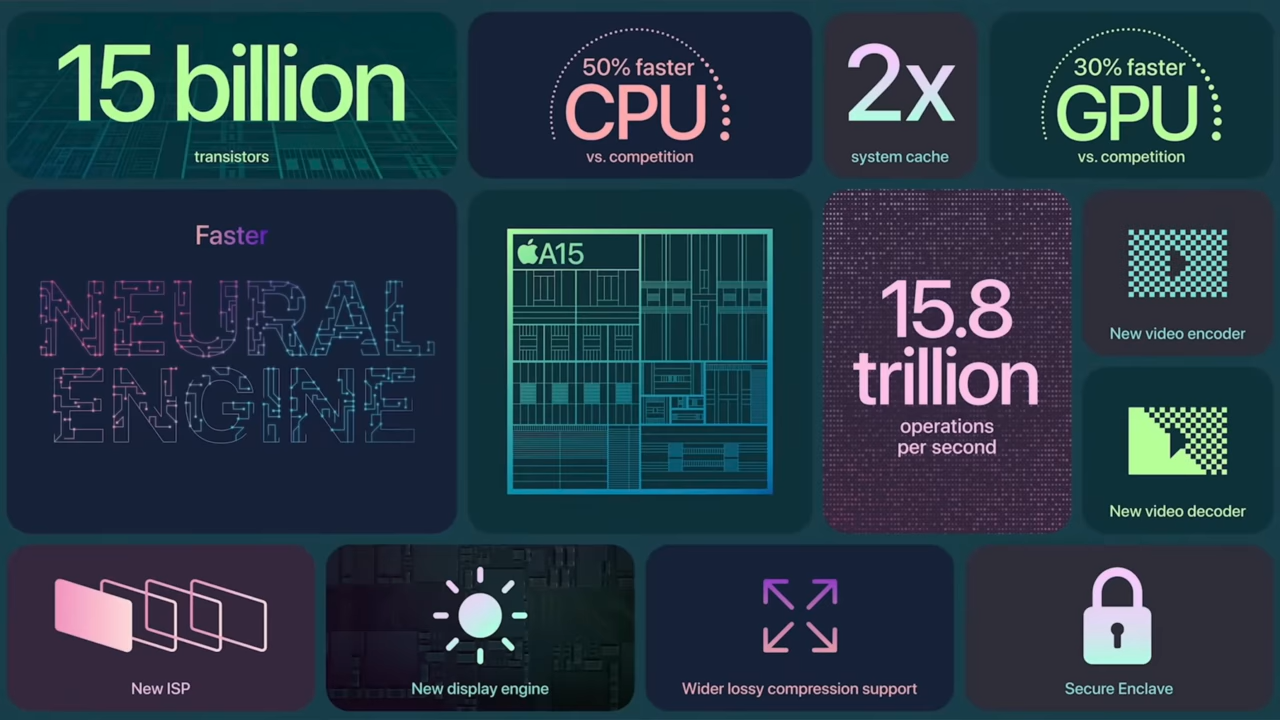 15 billion
transistors
50% faster
CPU
vs. competition
2x
system cache
30% faster
GPU
vs. competition
Faster
NEURAL
ENGINE
A15
15.8
trillion
operations
per second
New video encoder
New video decoder
New ISP
New display engine
Wider lossy compression support
Secure Enclave